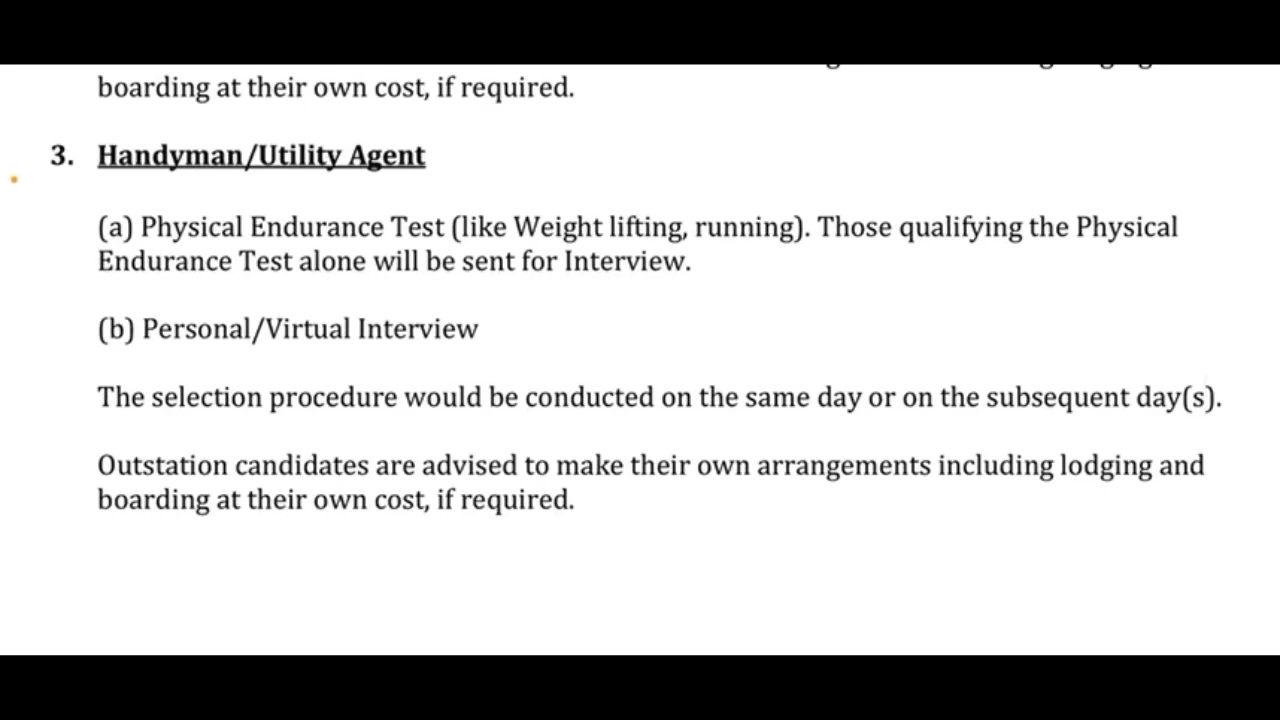 boarding at their own cost, if required.
3. Handyman/Utility Agent
(a) Physical Endurance Test (like Weight lifting, running). Those qualifying the Physical
Endurance Test alone will be sent for Interview.
(b) Personal/Virtual Interview
The selection procedure would be conducted on the same day or on the subsequent day(s).
Outstation candidates are advised to make their own arrangements including lodging and
boarding at their own cost, if required.